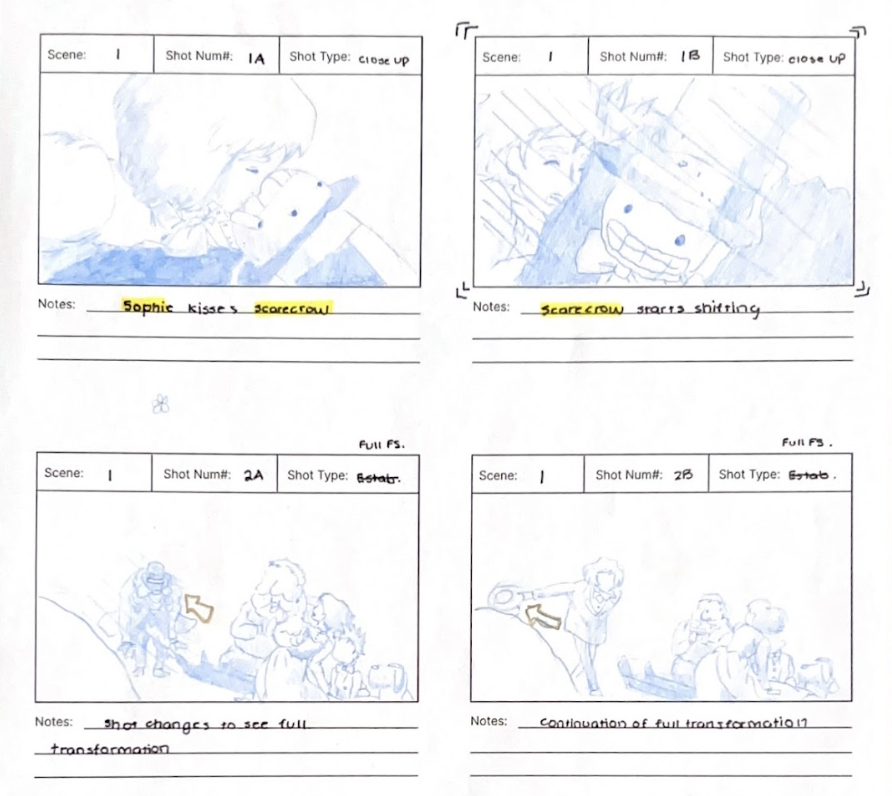 Scene: 1 Shot Num#: 1A Shot Type: close up
Notes: Sophie kisses scarecrow
Scene: 1 Shot Num#: 1B Shot Type: close up
Notes: Scarecrow starts shifting
Full FS.
Scene: 1 Shot Num#: 2A Shot Type: Estab.
Notes: Shot changes to see full
transformation
Full FS.
Scene: 1 Shot Num#: 2B Shot Type: Estab.
Notes: Continuation of full transformation